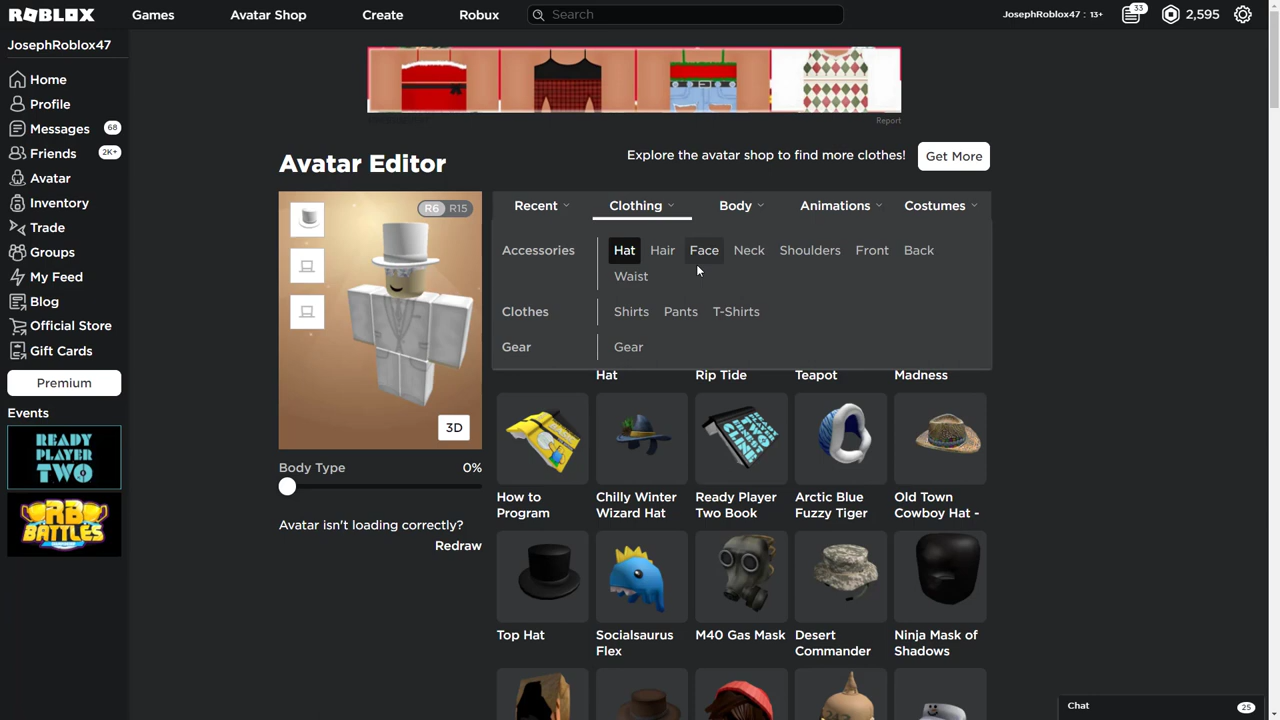 ROBLOX
Games
Avatar Shop
Create
Robux
Search
JosephRoblox47 : 13+
33
2,595
JosephRoblox47
Home
Profile
Messages
68
Friends
2K+
Avatar
Inventory
Trade
Groups
My Feed
Blog
Official Store
Gift Cards
Premium
Events
READY
PLAYER
TWO
RB
BATTLES
Report
Avatar Editor
Explore the avatar shop to find more clothes!
Get More
R6
R15
3D
Body Type
0%
Avatar isn't loading correctly?
Redraw
Recent
Clothing
Body
Animations
Costumes
Accessories
Hat
Hair
Face
Neck
Shoulders
Front
Back
Waist
Clothes
Shirts
Pants
T-Shirts
Gear
Gear
Hat
Rip Tide
Teapot
Madness
How to
Program
Chilly Winter
Wizard Hat
Ready Player
Two Book
Arctic Blue
Fuzzy Tiger
Old Town
Cowboy Hat -
Top Hat
Socialsaurus
Flex
M40 Gas Mask
Desert
Commander
Ninja Mask of
Shadows
Chat
25